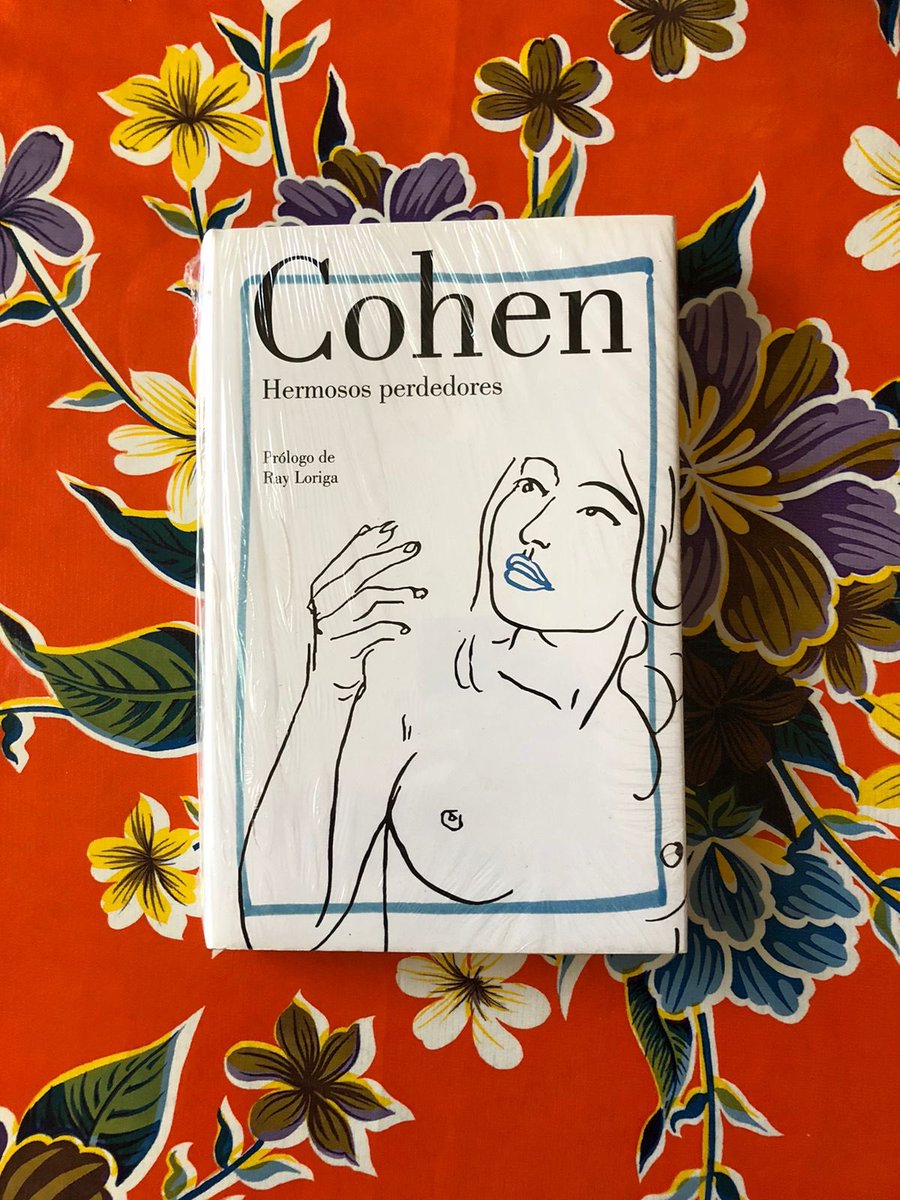 Cohen
Hermosos perdedores
Prólogo de
Ray Loriga